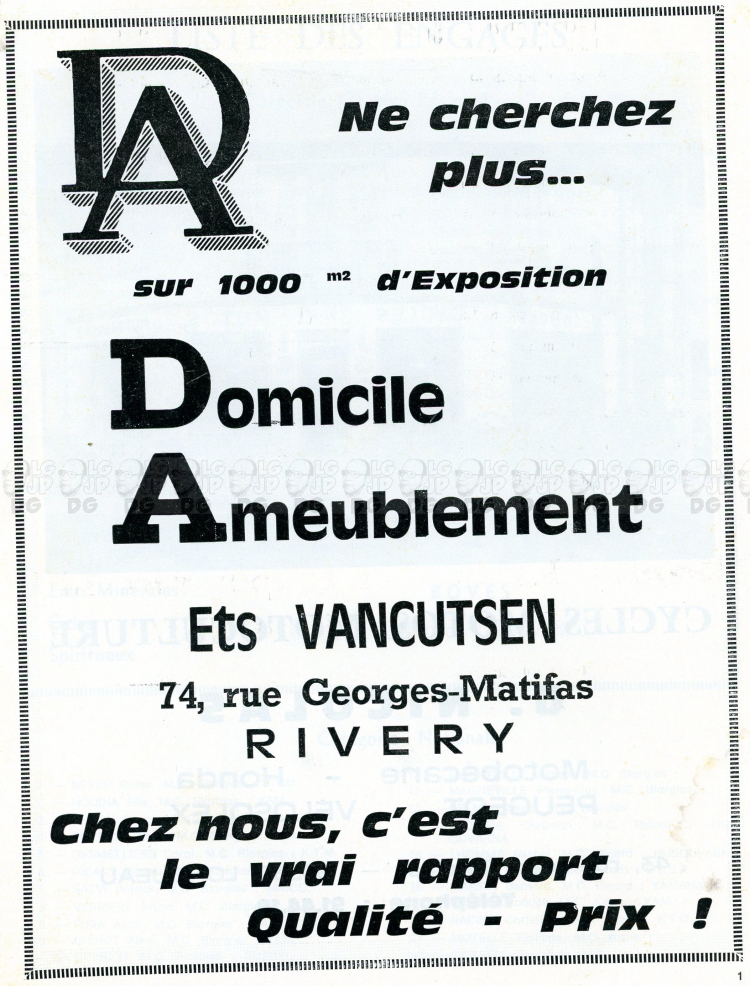 DA
Ne cherchez
plus...
sur 1000 m2 d'Exposition
Domicile
Ameublement
Ets VANCUTSEN
74, rue Georges-Matifas
RIVERY
Chez nous, c'est
le vrai rapport
Qualité - Prix !
1